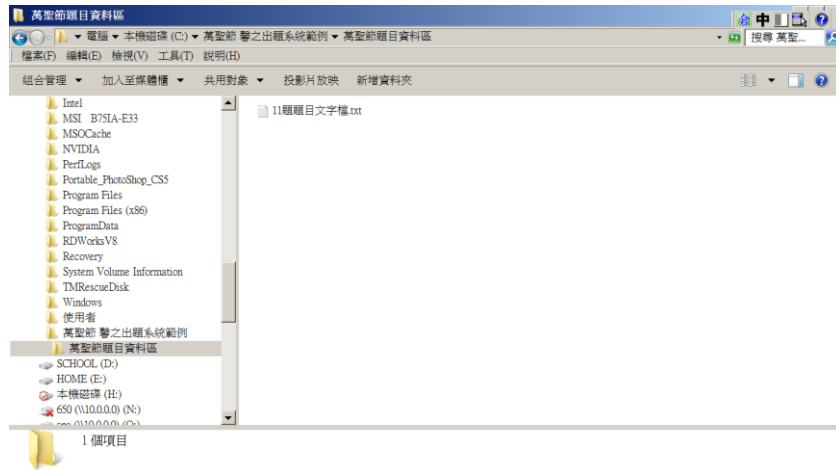 萬聖節題目資料區
倉 中
電腦 ▾ 本機磁碟 (C:) ▾ 萬聖節 馨之出題系統範例 ▾ 萬聖節題目資料區
搜尋 萬聖...
檔案(F) 編輯(E) 檢視(V) 工具(T) 說明(H)
組合管理 ▾ 加入至媒體櫃 ▾ 共用對象 ▾ 投影片放映 新增資料夾
Intel
MSI B75IA-E33
MSOCache
NVIDIA
PerfLogs
Portable_PhotoShop_CS5
Program Files
Program Files (x86)
ProgramData
RDWorksV8
Recovery
System Volume Information
TMRescueDisk
Windows
使用者
萬聖節 馨之出題系統範例
萬聖節題目資料區
SCHOOL (D:)
HOME (E:)
本機磁碟 (H:)
650 (\\10.0.0.0) (N:)
11題題目文字檔.txt
1 個項目